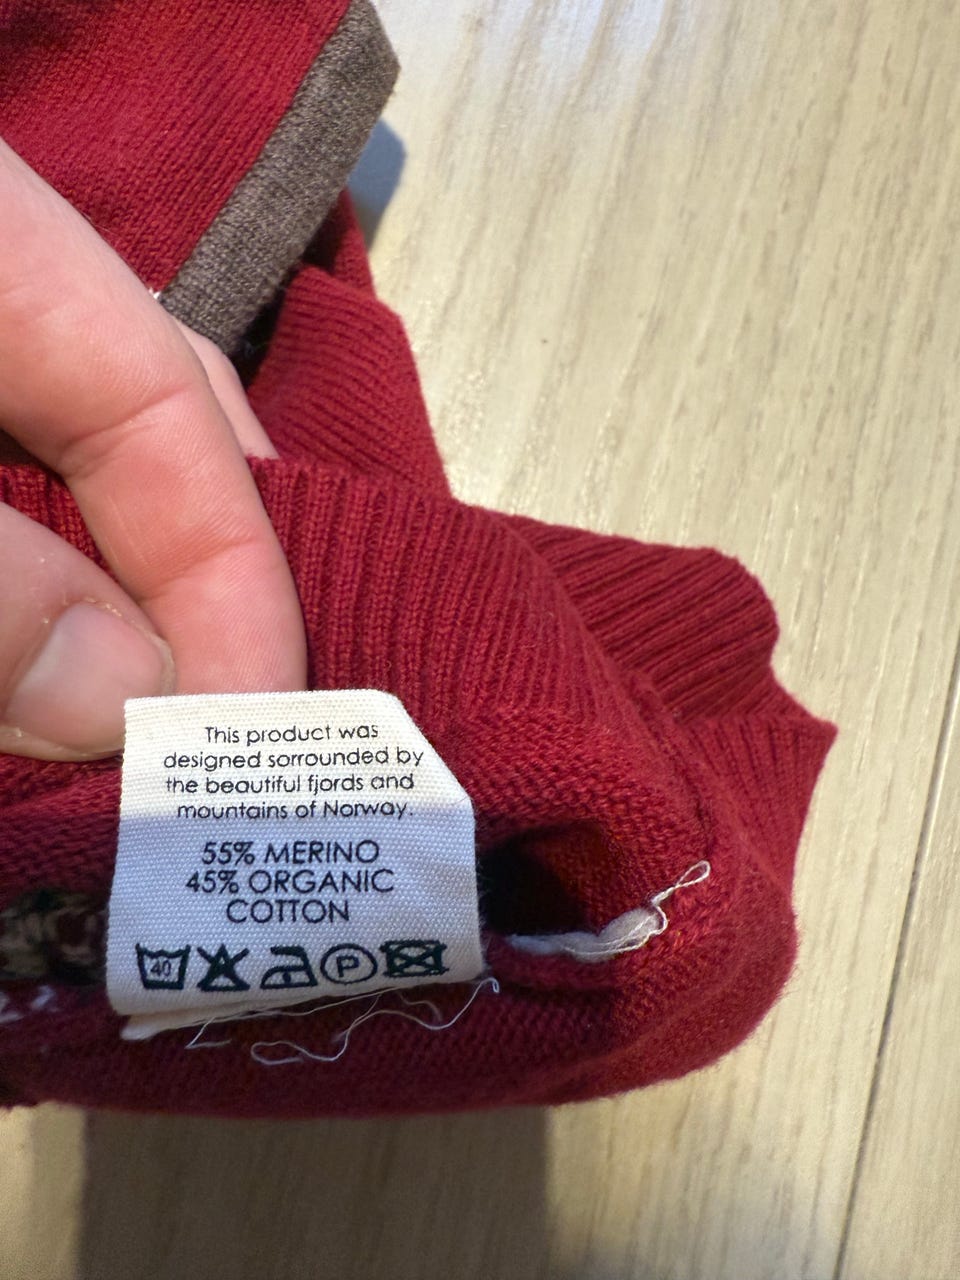 This product was
designed sorrounded by
the beautiful fjords and
mountains of Norway.
55% MERINO
45% ORGANIC
COTTON
40 P